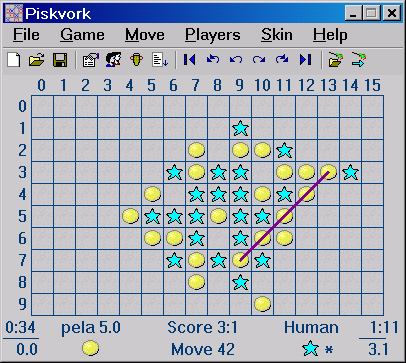 Piskvork
File Game Move Players Skin Help
0 1 2 3 4 5 6 7 8 9 10 11 12 13 14 15
0
1
2
3
4
5
6
7
8
9
0:34 pela 5.0 Score 3:1 Human 1:11
0.0 Move 42 * 3.1